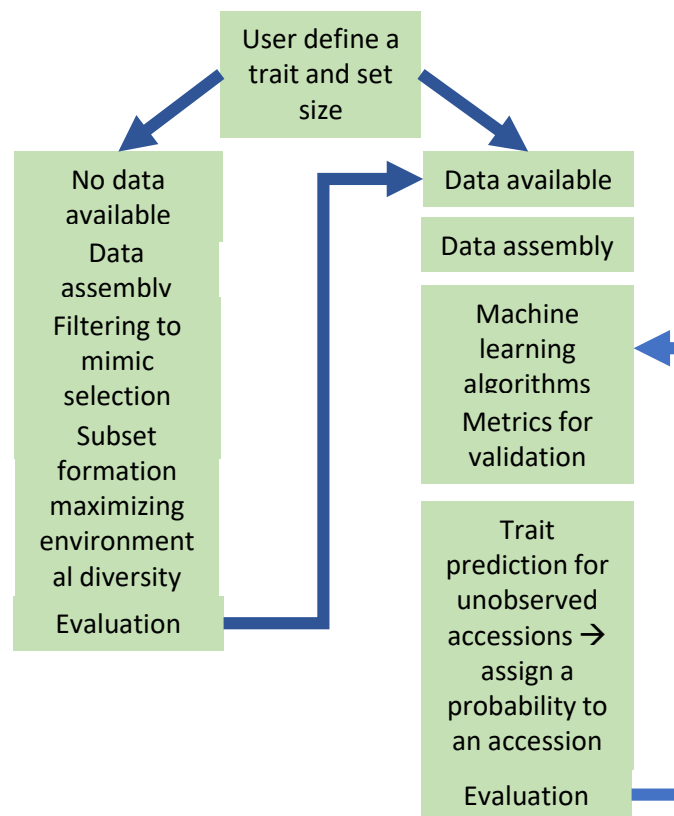 User define a
trait and set
size
No data
available
Data
assembly
Filtering to
mimic
selection
Subset
formation
maximizing
environment
al diversity
Evaluation
Data available
Data assembly
Machine
learning
algorithms
Metrics for
validation
Trait
prediction for
unobserved
accessions →
assign a
probability to
an accession
Evaluation